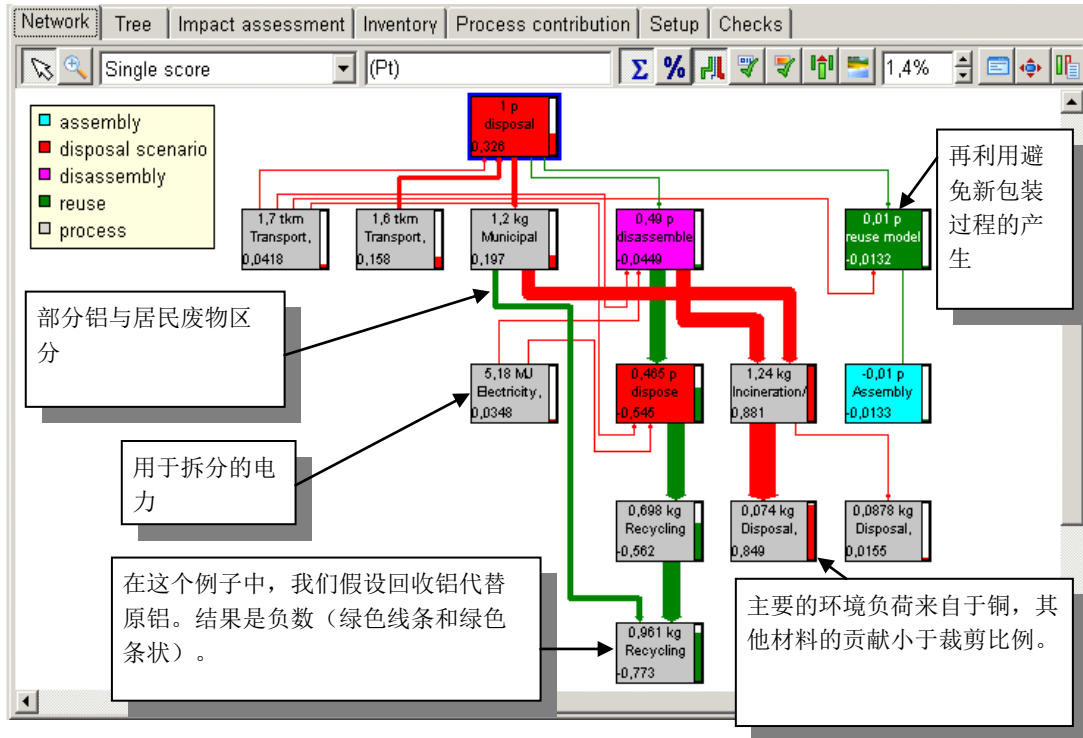 Network Tree Impact assessment Inventory Process contribution Setup Checks
Single score (Pt) Σ % 1,4%
assembly
disposal scenario
disassembly
reuse
process
1 p
disposal
0,326
再利用避
免新包装
过程的产
生
1,7 tkm
Transport,
0,0418
1,6 tkm
Transport,
0,158
1,2 kg
Municipal
0,197
0,49 p
disassemble
-0,0449
0,01 p
reuse model
-0,0132
部分铝与居民废物区
分
5,18 MJ
Electricity,
0,0348
0,465 p
dispose
-0,545
1,24 kg
Incineration/
0,881
-0,01 p
Assembly
-0,0133
用于拆分的电
力
0,698 kg
Recycling
-0,562
0,074 kg
Disposal,
0,849
0,0878 kg
Disposal,
0,0155
在这个例子中，我们假设回收铝代替
原铝。结果是负数（绿色线条和绿色
条状）。
0,961 kg
Recycling
-0,773
主要的环境负荷来自于铜，其
他材料的贡献小于裁剪比例。